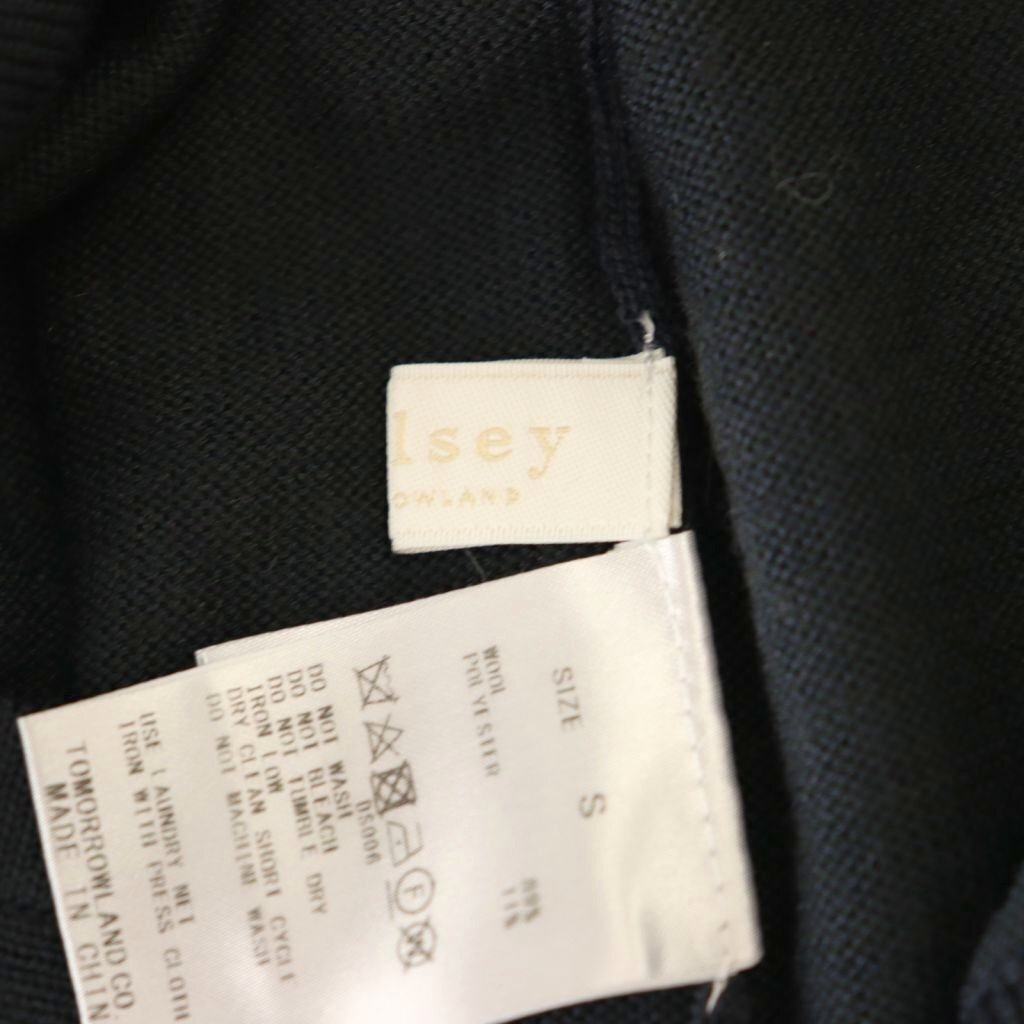 lsey
OWLAND
SIZE S
WOOL 89%
POLYESTER 11%
F
DS006
DO NOT WASH
DO NOT BLEACH
DO NOT TUMBLE DRY
IRON LOW
DRY CLEAN SHORT CYCLE
DO NOT MACHINE WASH
USE LAUNDRY NET
IRON WITH PRESS CLOTH
TOMORROWLAND CO.
MADE IN CHIN